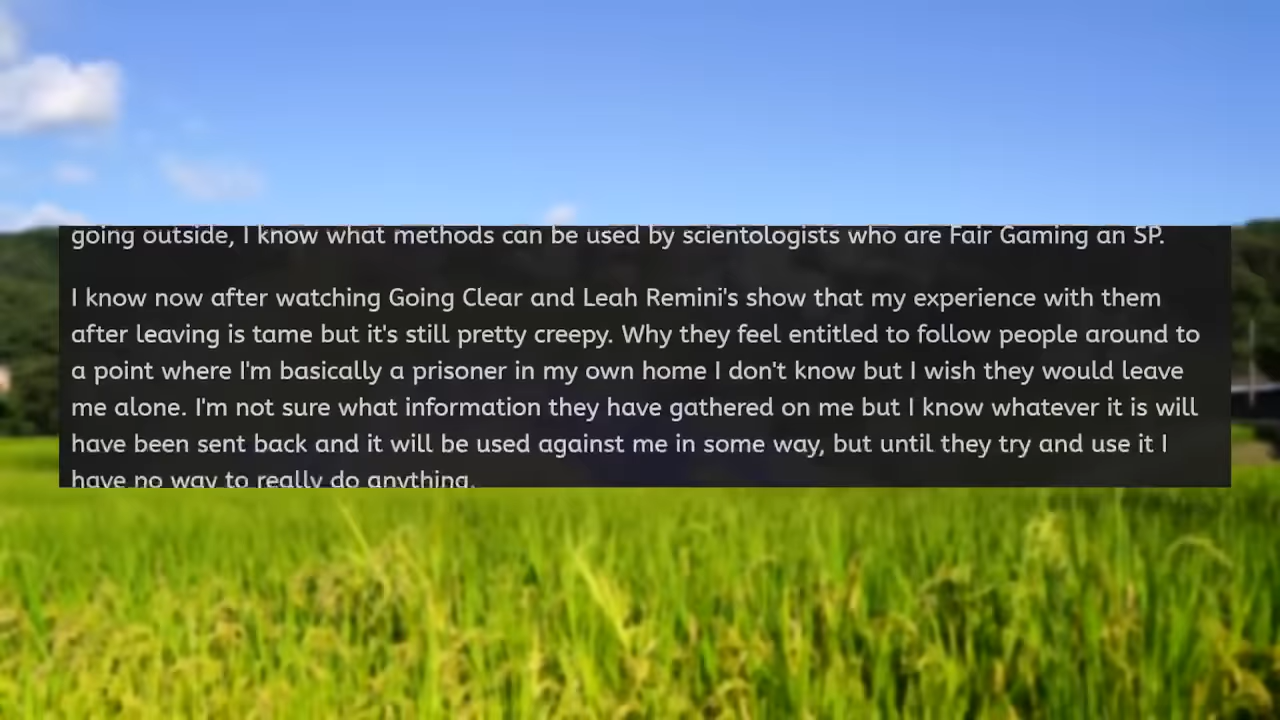 going outside, I know what methods can be used by scientologists who are Fair Gaming an SP.
I know now after watching Going Clear and Leah Remini's show that my experience with them
after leaving is tame but it's still pretty creepy. Why they feel entitled to follow people around to
a point where I'm basically a prisoner in my own home I don't know but I wish they would leave
me alone. I'm not sure what information they have gathered on me but I know whatever it is will
have been sent back and it will be used against me in some way, but until they try and use it I
have no way to really do anything.